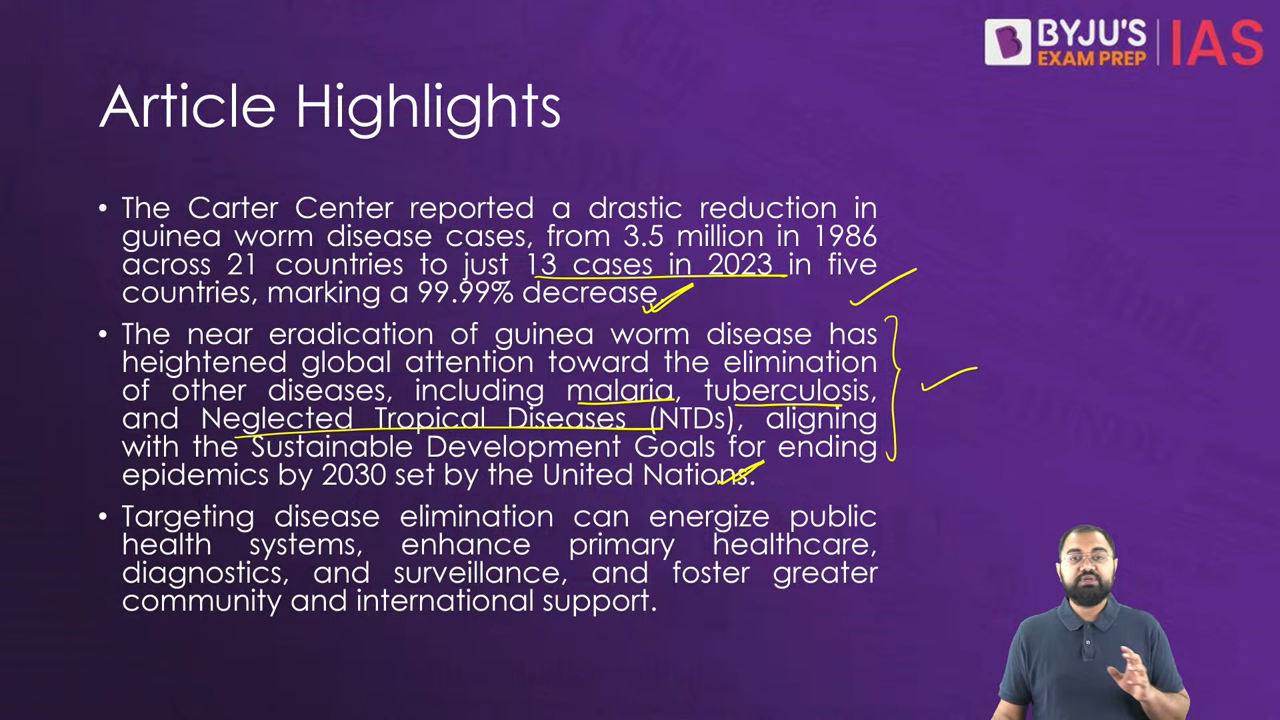 BYJU'S
EXAM PREP
IAS
Article Highlights
• The Carter Center reported a drastic reduction in
guinea worm disease cases, from 3.5 million in 1986
across 21 countries to just 13 cases in 2023 in five
countries, marking a 99.99% decrease.
• The near eradication of guinea worm disease has
heightened global attention toward the elimination
of other diseases, including malaria, tuberculosis,
and Neglected Tropical Diseases (NTDs), aligning
with the Sustainable Development Goals for ending
epidemics by 2030 set by the United Nations.
• Targeting disease elimination can energize public
health systems, enhance primary healthcare,
diagnostics, and surveillance, and foster greater
community and international support.